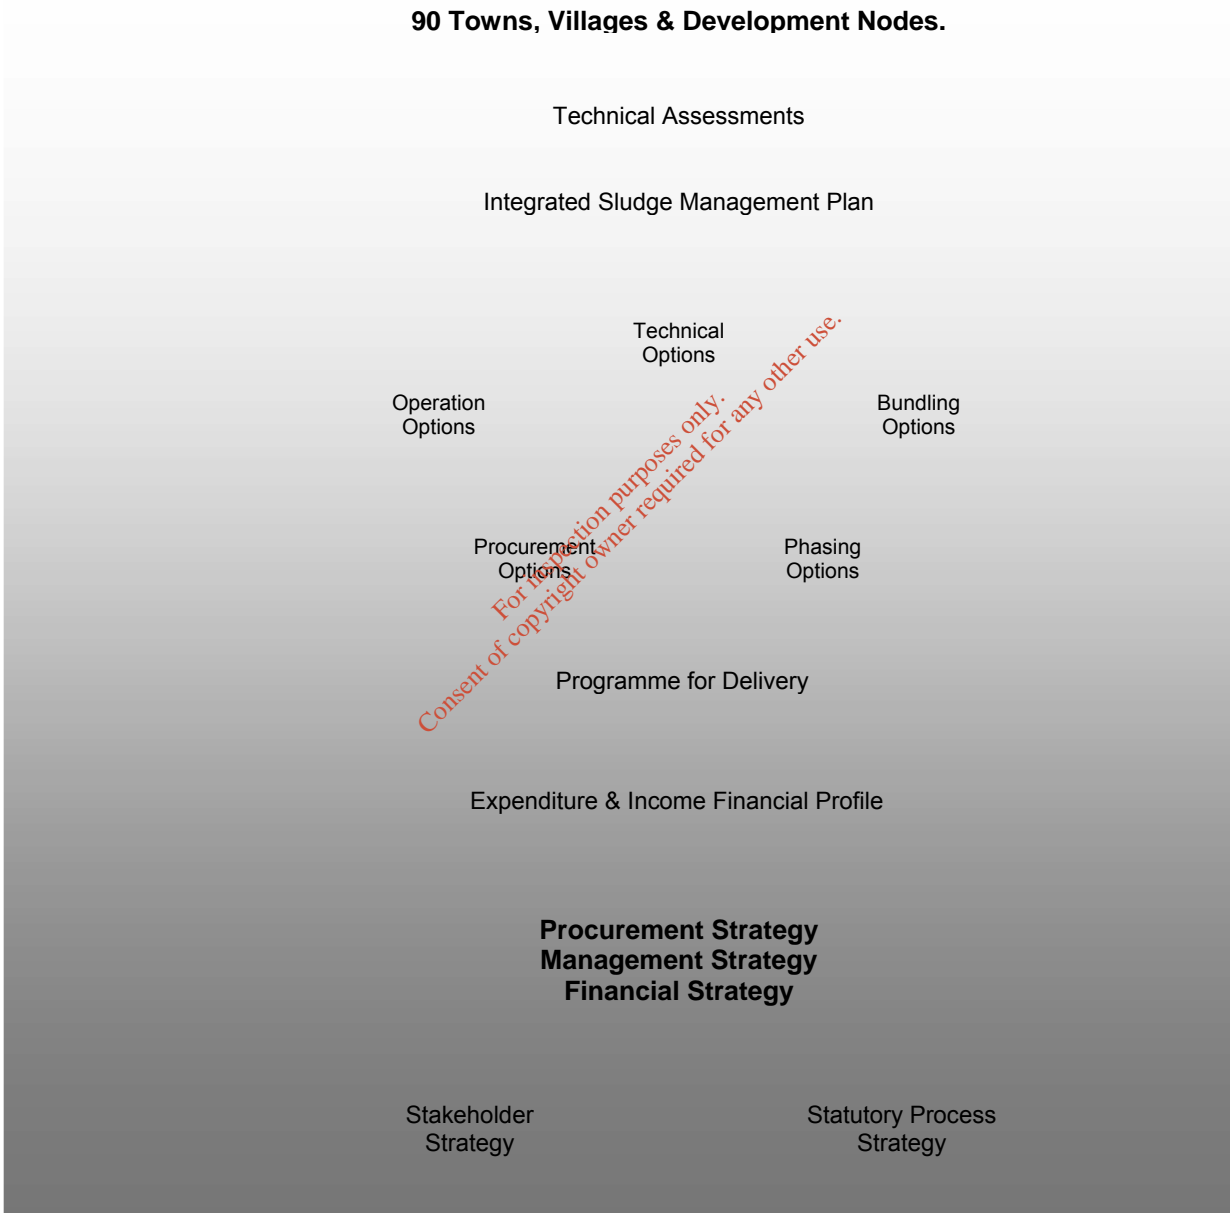 90 Towns, Villages & Development Nodes.
Technical Assessments
Integrated Sludge Management Plan
Technical
Options
Operation
Options
Bundling
Options
Procurement
Options
Phasing
Options
For inspection purposes only.
Consent of copyright owner required for any other use.
Programme for Delivery
Expenditure & Income Financial Profile
Procurement Strategy
Management Strategy
Financial Strategy
Stakeholder
Strategy
Statutory Process
Strategy